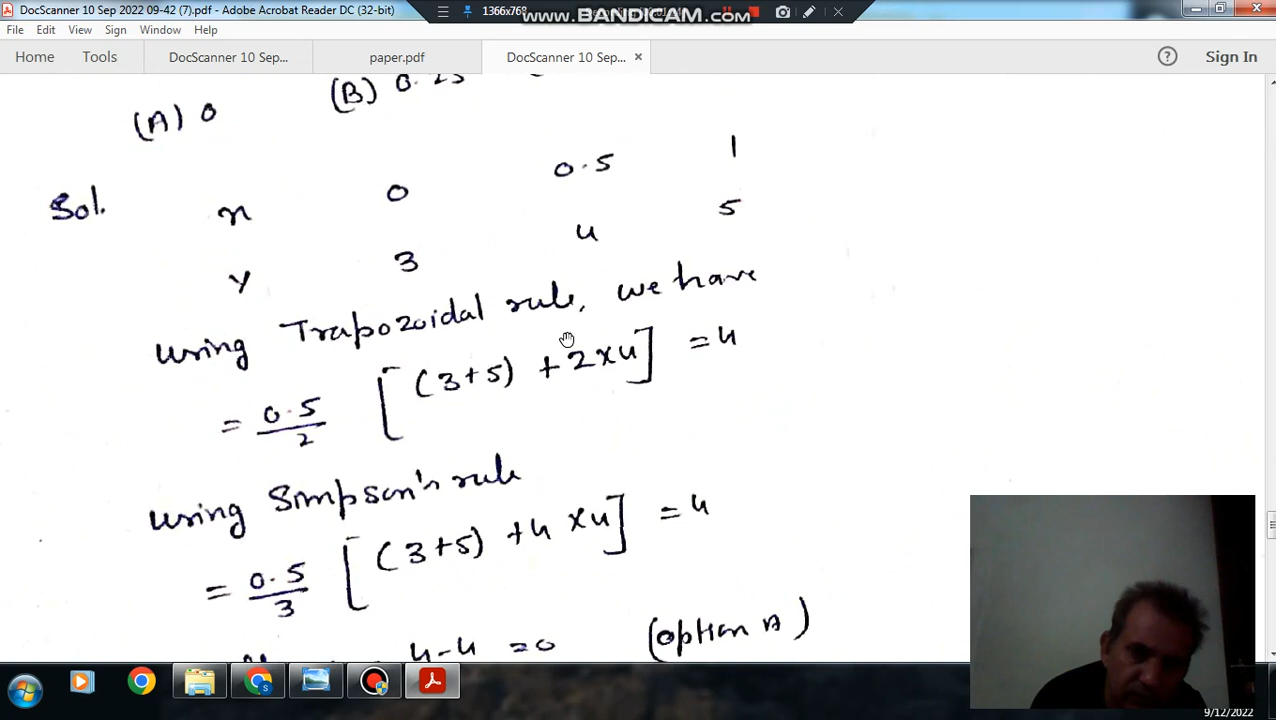 DocScanner 10 Sep 2022 09-42 (7).pdf - Adobe Acrobat Reader DC (32-bit)
1366x768
www.BANDICAM.com
File Edit View Sign Window Help
Home Tools DocScanner 10 Sep... paper.pdf DocScanner 10 Sep... × ? Sign In
(A) 0 (B) 0.25
Sol. x 0 0.5 1
y 3 4 5
using Trapozoidal rule, we have
= 0.5/2 [(3+5) + 2×4] = 4
using Simpson's rule
= 0.5/3 [(3+5) + 4 ×4] = 4
4-4 = 0 (option A)
9/12/2022